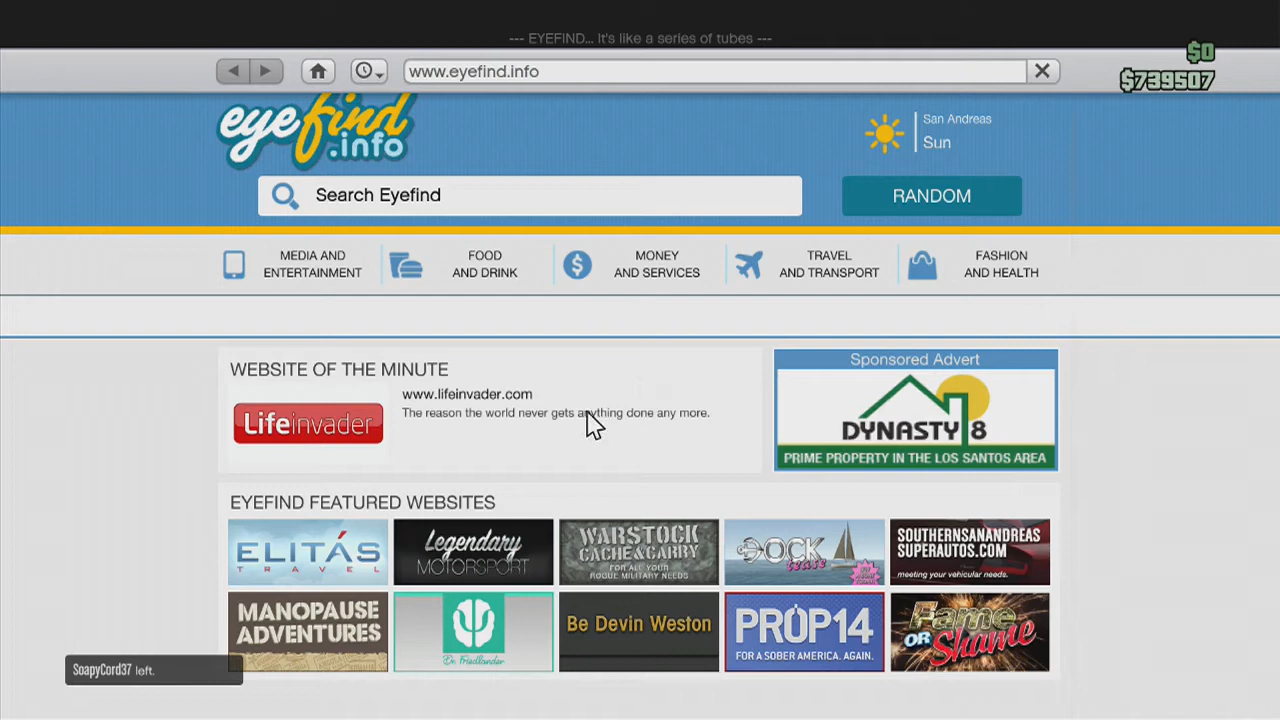 --- EYEFIND... It's like a series of tubes ---
$0
www.eyefind.info
$739507
eyefind
.info
San Andreas
Sun
Search Eyefind
RANDOM
MEDIA AND
ENTERTAINMENT
FOOD
AND DRINK
MONEY
AND SERVICES
TRAVEL
AND TRANSPORT
FASHION
AND HEALTH
WEBSITE OF THE MINUTE
www.lifeinvader.com
The reason the world never gets anything done any more.
Lifeinvader
Sponsored Advert
DYNASTY 8
PRIME PROPERTY IN THE LOS SANTOS AREA
EYEFIND FEATURED WEBSITES
ELITÁS
TRAVEL
Legendary
MOTORSPORT
WARSTOCK
CACHE&CARRY
FOR ALL YOUR
ROGUE MILITARY NEEDS
DOCK
tease
SOUTHERNSANANDREAS
SUPERAUTOS.COM
meeting your vehicular needs.
MANOPAUSE
ADVENTURES
Dr. Friedlander
Be Devin Weston
PROP14
FOR A SOBER AMERICA. AGAIN.
Fame
OR Shame
SoapyCord37 left.